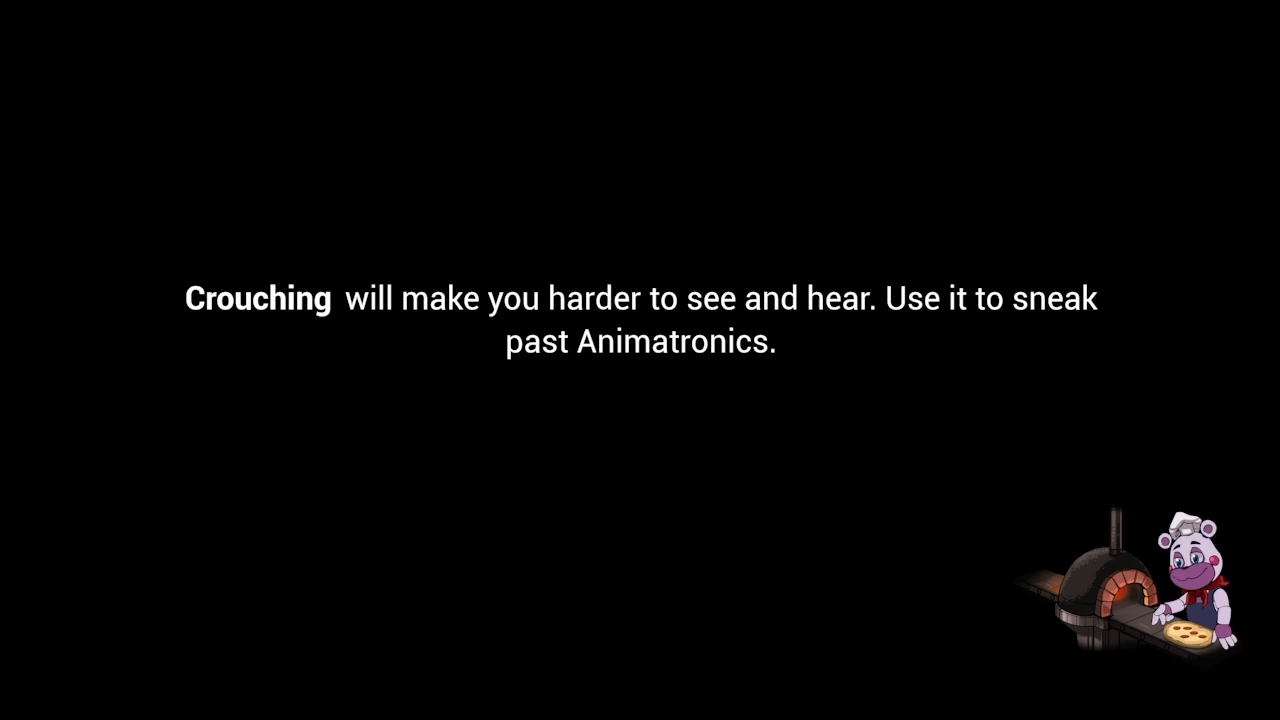 Crouching will make you harder to see and hear. Use it to sneak
past Animatronics.